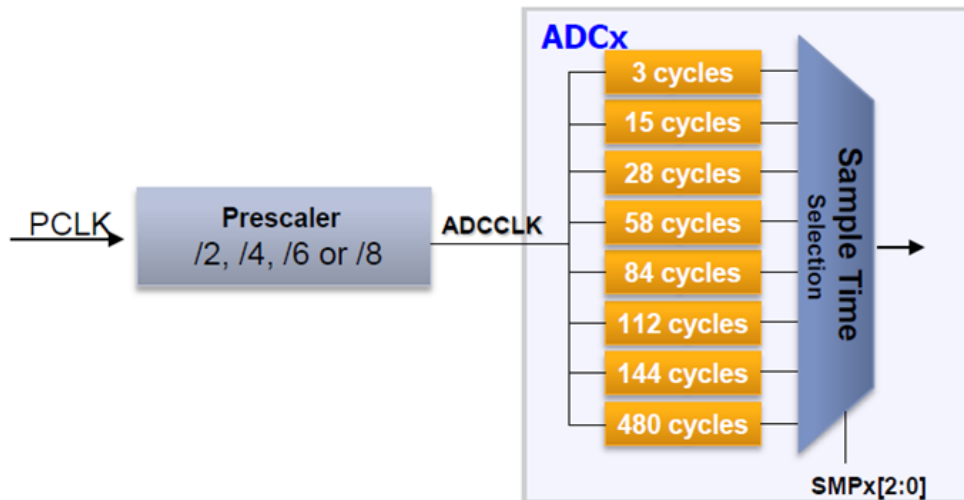 ADCx
3 cycles
15 cycles
28 cycles
58 cycles
84 cycles
112 cycles
144 cycles
480 cycles
PCLK
Prescaler
/2, /4, /6 or /8
ADCCLK
Sample Time
Selection
SMPx[2:0]